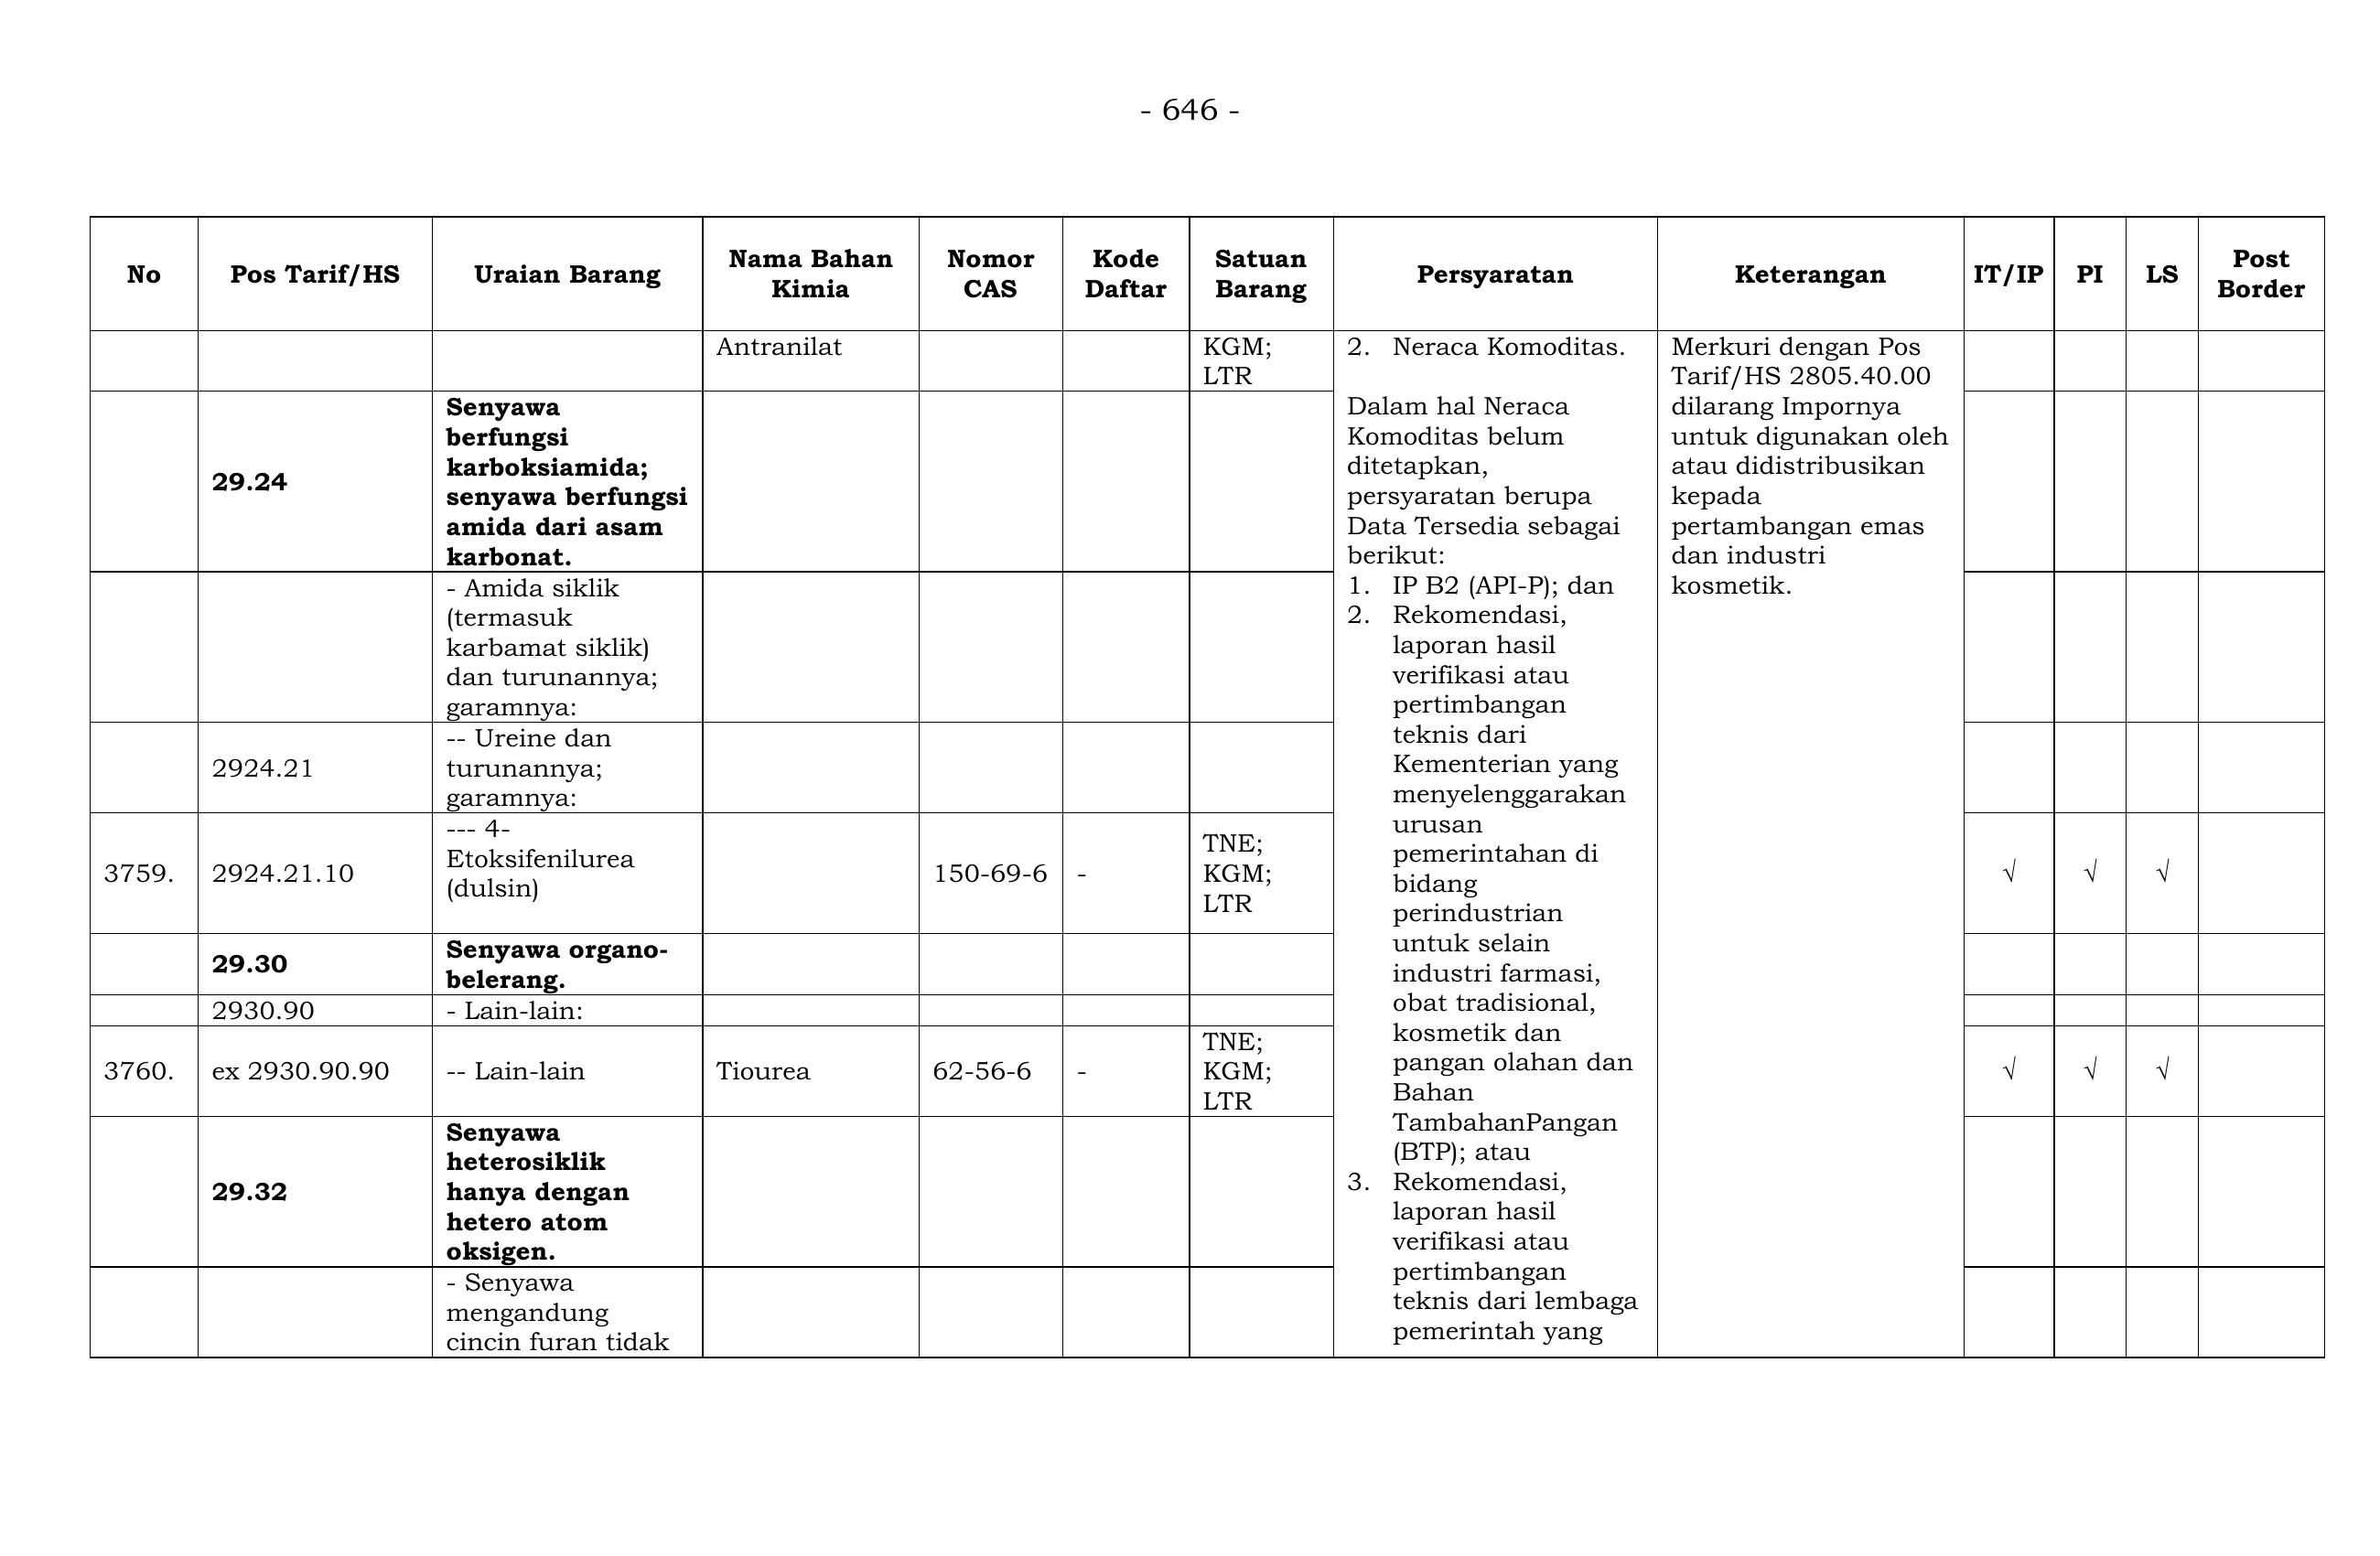 - 646 -
No
Pos Tarif/HS
Uraian Barang
Nama Bahan
Kimia
Nomor
CAS
Kode
Daftar
Satuan
Barang
Persyaratan
Keterangan
IT/IP
PI
LS
Post
Border
Antranilat
KGM;
LTR
29.24
Senyawa
berfungsi
karboksiamida;
senyawa berfungsi
amida dari asam
karbonat.
- Amida siklik
(termasuk
karbamat siklik)
dan turunannya;
garamnya:
2924.21
-- Ureine dan
turunannya;
garamnya:
3759.
2924.21.10
--- 4-
Etoksifenilurea
(dulsin)
150-69-6
-
TNE;
KGM;
LTR
√
√
√
29.30
Senyawa organo-
belerang.
2930.90
- Lain-lain:
3760.
ex 2930.90.90
-- Lain-lain
Tiourea
62-56-6
-
TNE;
KGM;
LTR
√
√
√
29.32
Senyawa
heterosiklik
hanya dengan
hetero atom
oksigen.
- Senyawa
mengandung
cincin furan tidak
2. Neraca Komoditas.
Dalam hal Neraca
Komoditas belum
ditetapkan,
persyaratan berupa
Data Tersedia sebagai
berikut:
1. IP B2 (API-P); dan
2. Rekomendasi,
laporan hasil
verifikasi atau
pertimbangan
teknis dari
Kementerian yang
menyelenggarakan
urusan
pemerintahan di
bidang
perindustrian
untuk selain
industri farmasi,
obat tradisional,
kosmetik dan
pangan olahan dan
Bahan
TambahanPangan
(BTP); atau
3. Rekomendasi,
laporan hasil
verifikasi atau
pertimbangan
teknis dari lembaga
pemerintah yang
Merkuri dengan Pos
Tarif/HS 2805.40.00
dilarang Impornya
untuk digunakan oleh
atau didistribusikan
kepada
pertambangan emas
dan industri
kosmetik.